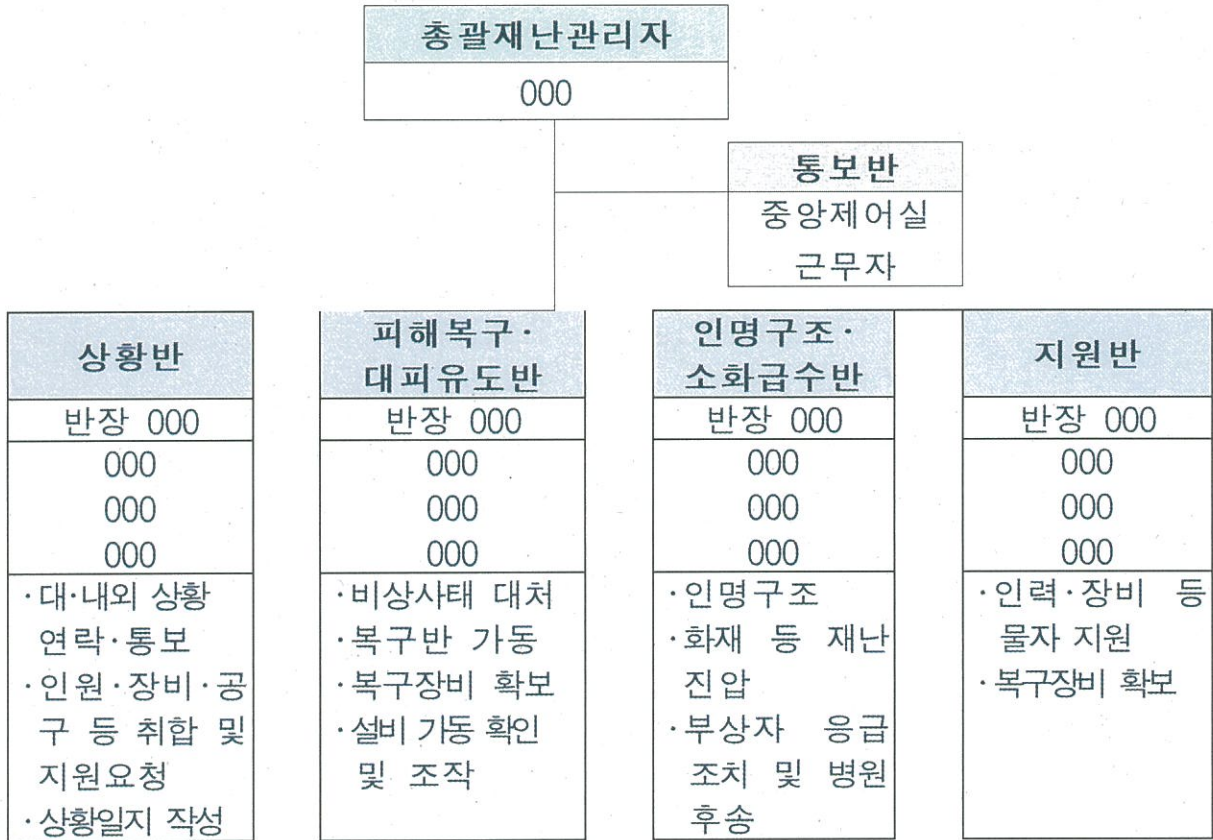 총괄재난관리자
000
통보반
중앙제어실
근무자
상황반
반장 000
000
000
000
·대·내외 상황
연락·통보
·인원·장비·공
구 등 취합 및
지원요청
·상황일지 작성
피해복구·
대피유도반
반장 000
000
000
000
·비상사태 대처
·복구반 가동
·복구장비 확보
·설비 가동 확인
및 조작
인명구조·
소화급수반
반장 000
000
000
000
·인명구조
·화재 등 재난
진압
·부상자 응급
조치 및 병원
후송
지원반
반장 000
000
000
000
·인력·장비 등
물자 지원
·복구장비 확보